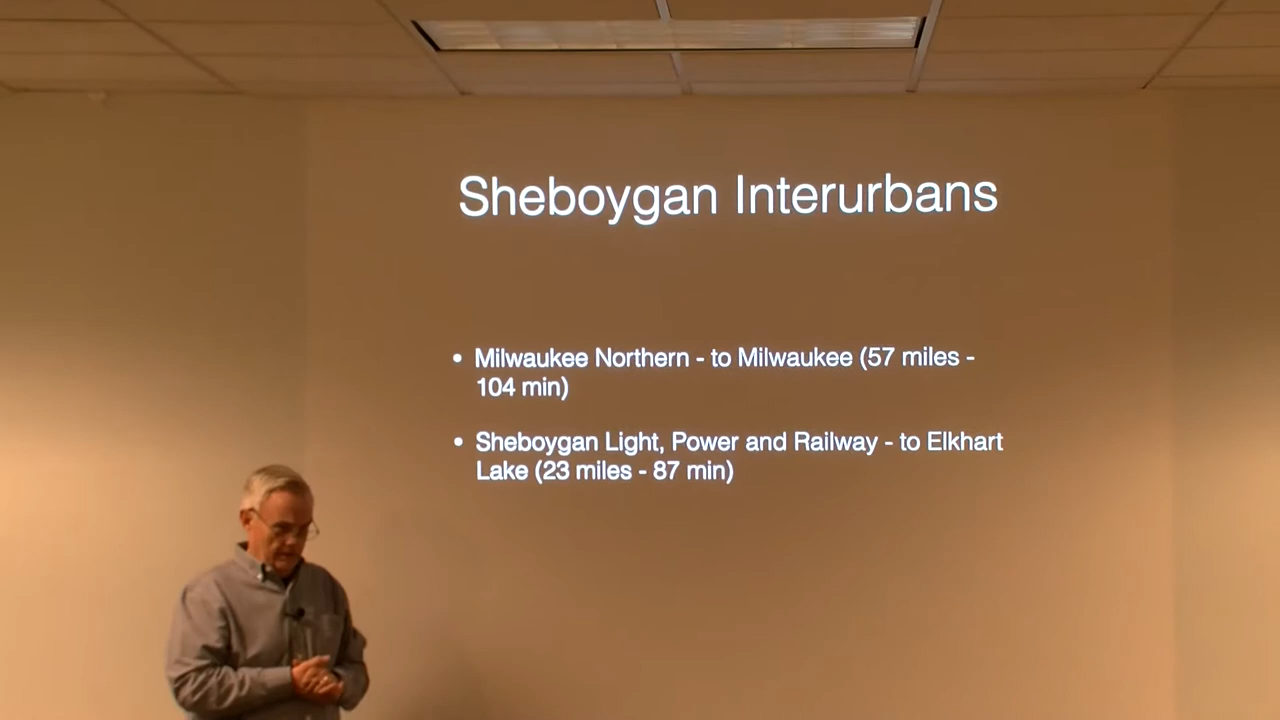 Sheboygan Interurbans
• Milwaukee Northern - to Milwaukee (57 miles -
104 min)
• Sheboygan Light, Power and Railway - to Elkhart
Lake (23 miles - 87 min)